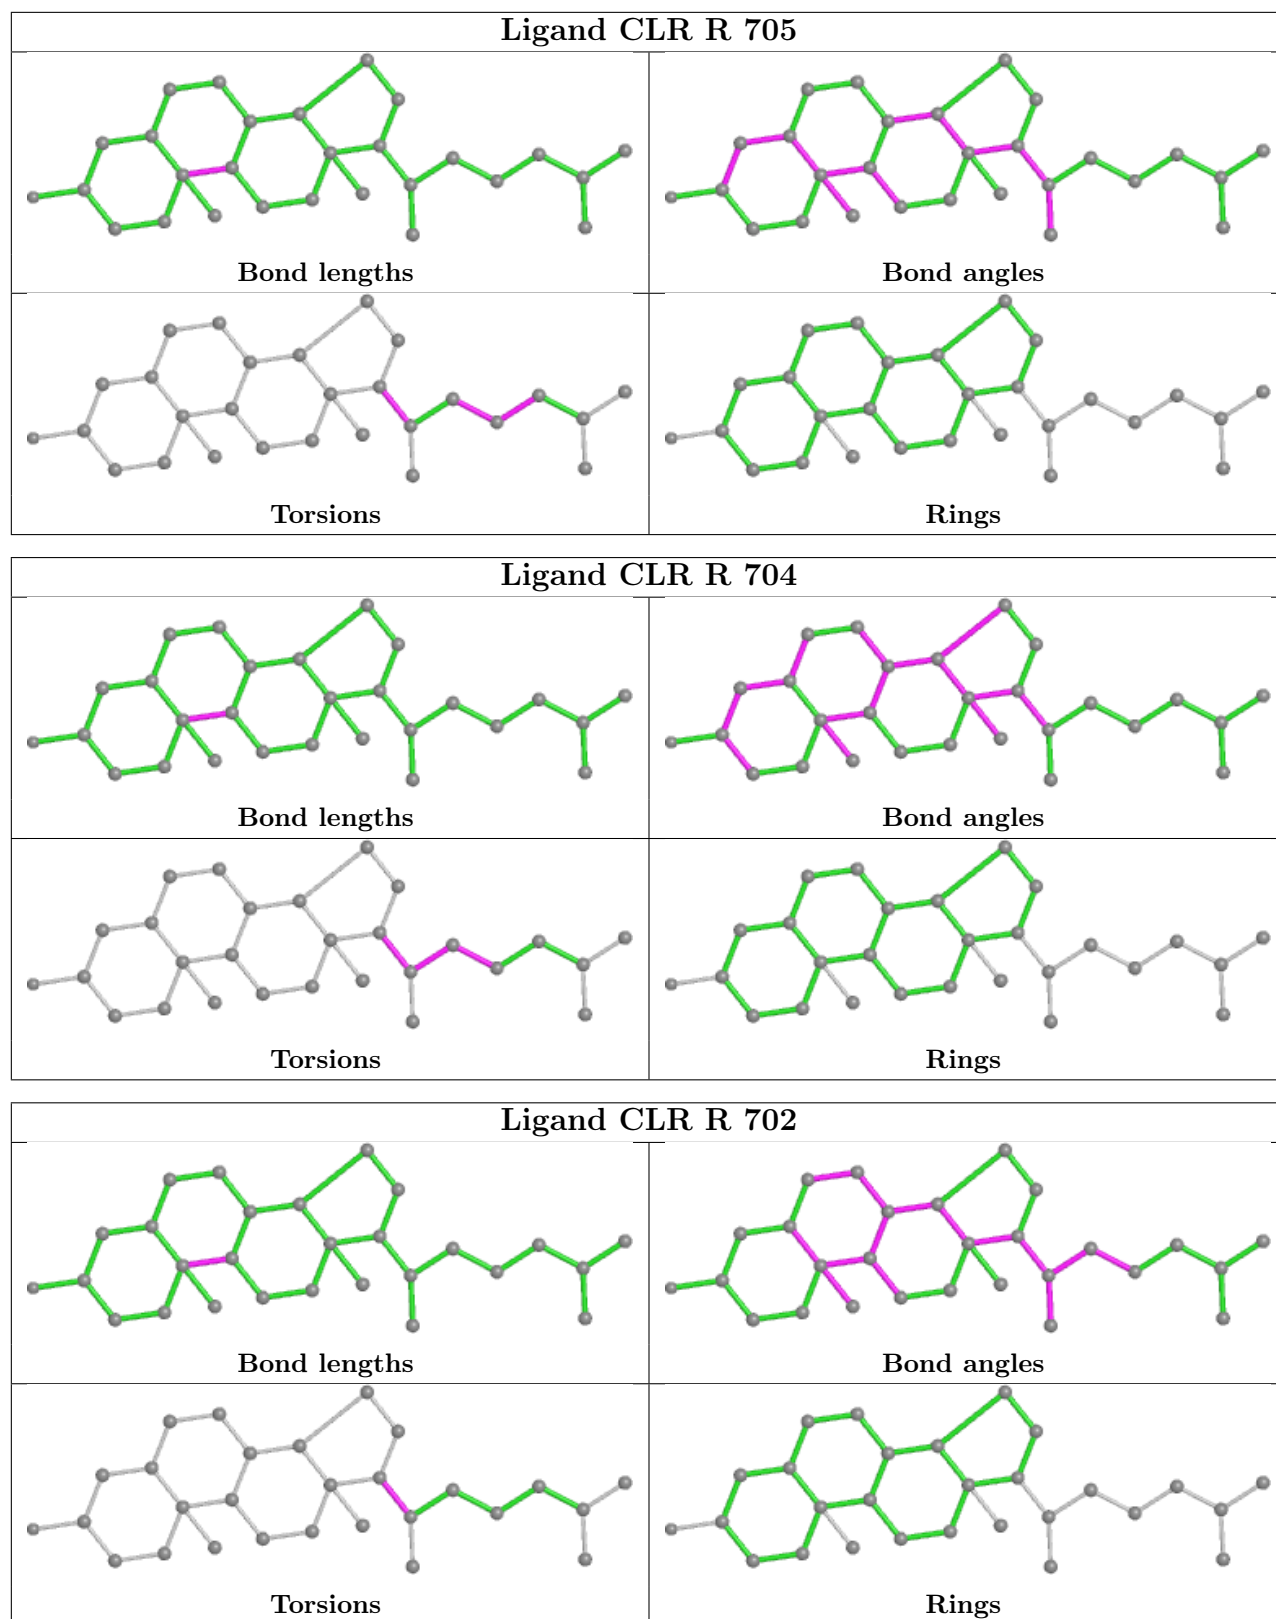 Ligand CLR R 705
Bond lengths
Bond angles
Torsions
Rings
Ligand CLR R 704
Bond lengths
Bond angles
Torsions
Rings
Ligand CLR R 702
Bond lengths
Bond angles
Torsions
Rings